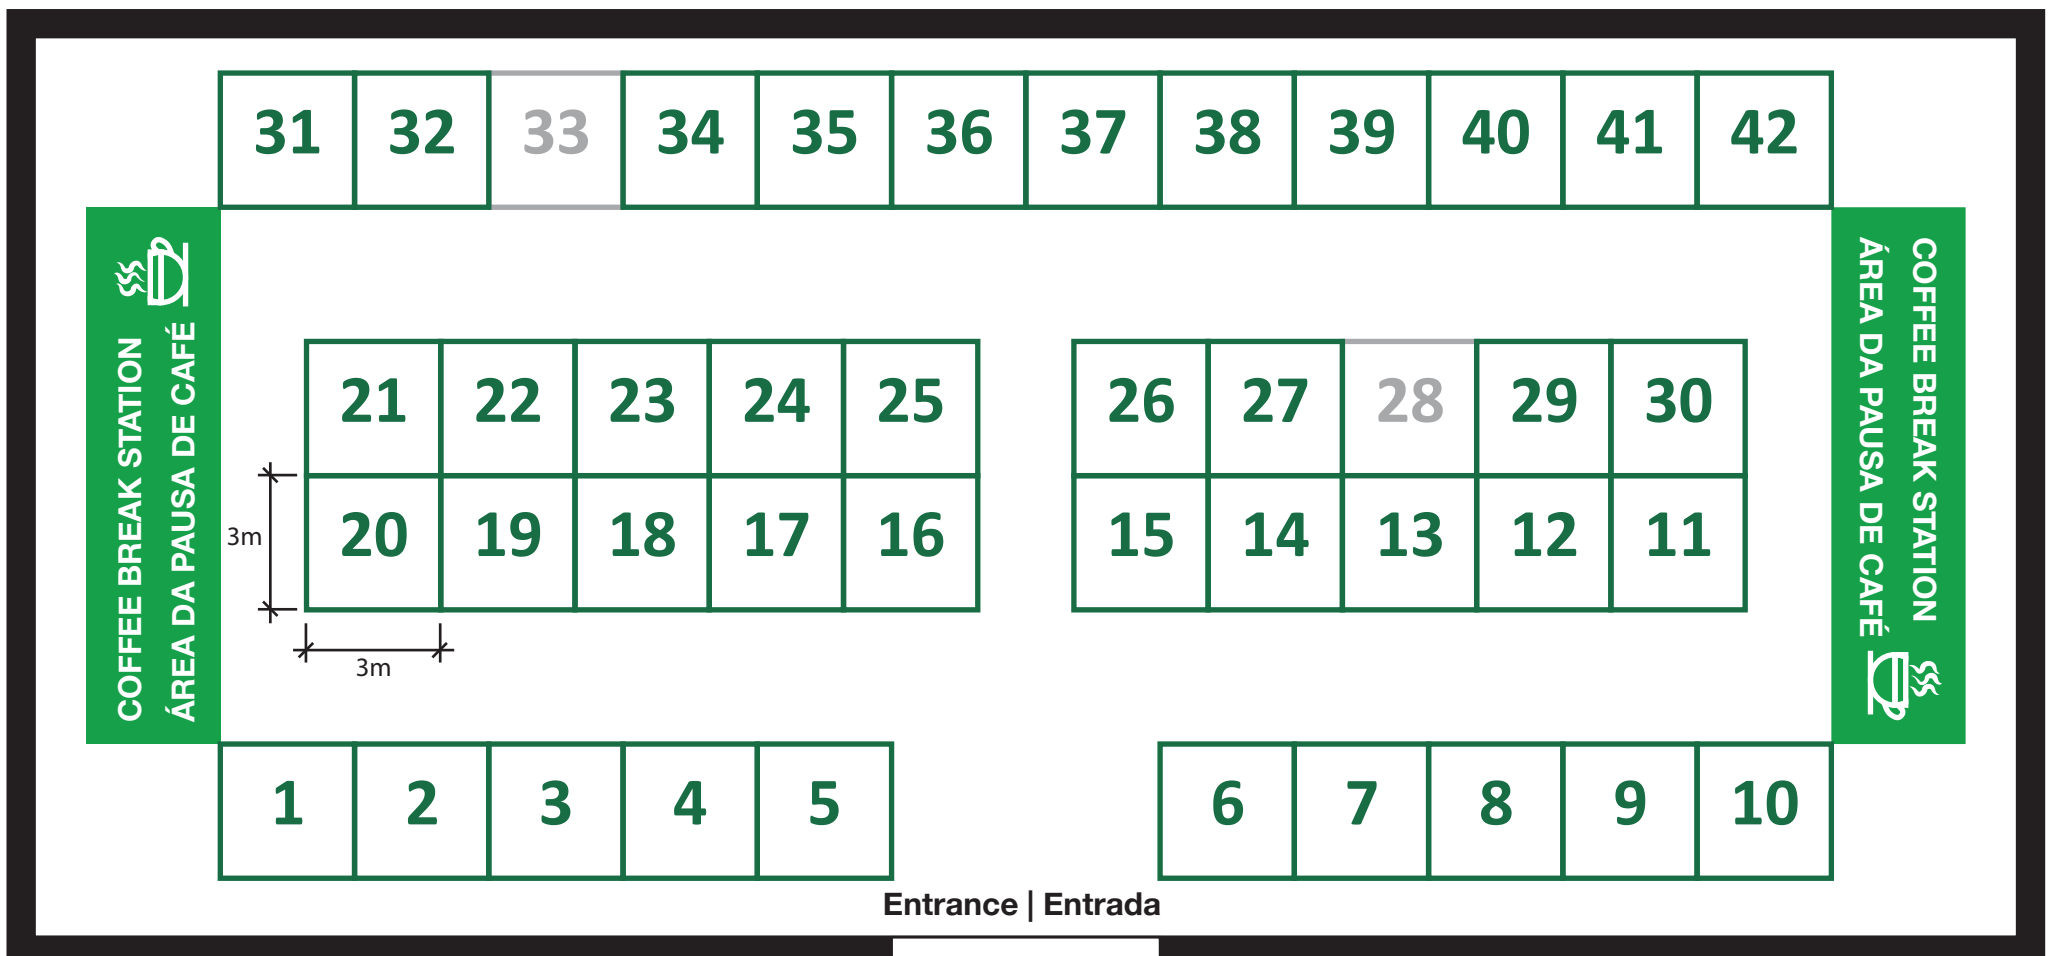 31 32 33 34 35 36 37 38 39 40 41 42
COFFEE BREAK STATION
ÁREA DA PAUSA DE CAFÉ
COFFEE BREAK STATION
ÁREA DA PAUSA DE CAFÉ
21 22 23 24 25 26 27 28 29 30
3m
20 19 18 17 16 15 14 13 12 11
3m
1 2 3 4 5 6 7 8 9 10
Entrance | Entrada